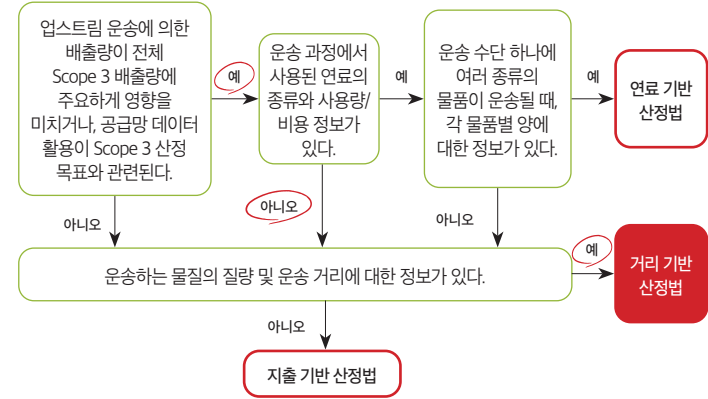 업스트림 운송에 의한
배출량이 전체
Scope 3 배출량에
주요하게 영향을
미치거나, 공급망 데이터
활용이 Scope 3 산정
목표와 관련된다.
예
운송 과정에서
사용된 연료의
종류와 사용량/
비용 정보가
있다.
예
운송 수단 하나에
여러 종류의
물품이 운송될 때,
각 물품별 양에
대한 정보가 있다.
예
연료 기반
산정법
아니오
아니오
아니오
운송하는 물질의 질량 및 운송 거리에 대한 정보가 있다.
예
거리 기반
산정법
아니오
지출 기반 산정법